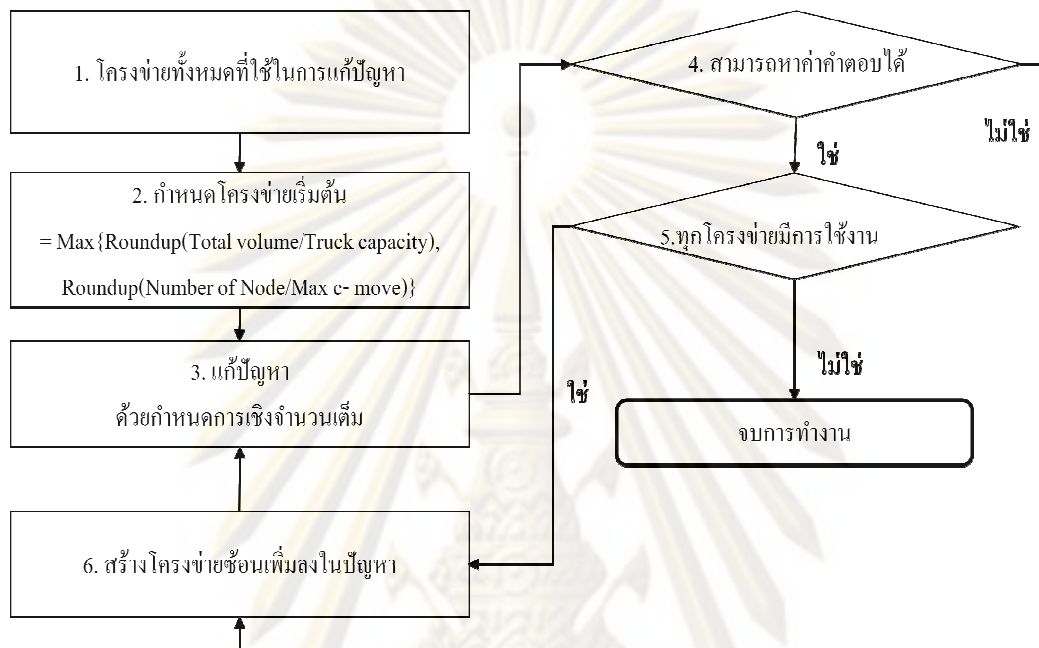 1. โครงข่ายทั้งหมดที่ใช้ในการแก้ปัญหา
2. กำหนดโครงข่ายเริ่มต้น
= Max{Roundup(Total volume/Truck capacity),
Roundup(Number of Node/Max c- move)}
3. แก้ปัญหา
ด้วยกำหนดการเชิงจำนวนเต็ม
6. สร้างโครงข่ายซ้อนเพิ่มลงในปัญหา
4. สามารถหาค่าคำตอบได้
ไม่ใช่
ใช่
5.ทุกโครงข่ายมีการใช้งาน
ไม่ใช่
ใช่
จบการทำงาน